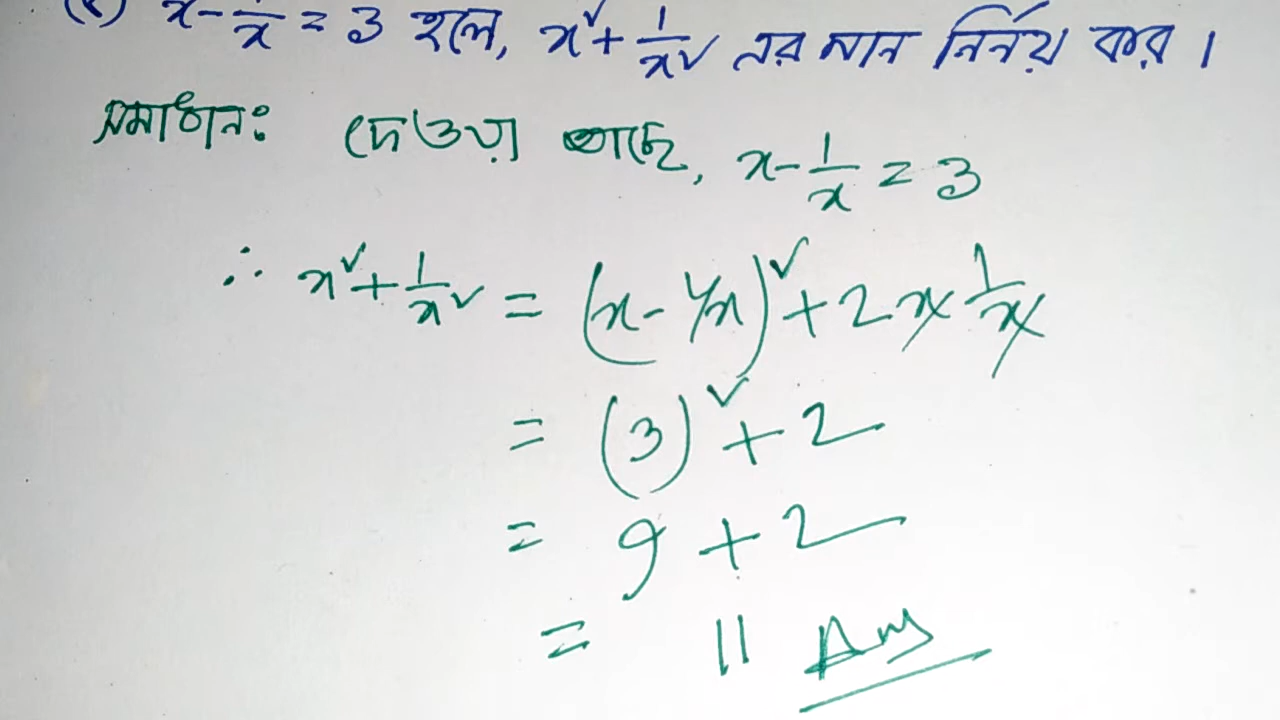 x - 1/x = 3 হলে, x² + 1/x² এর মান নির্নয় কর ।
সমাধান: দেওয়া আছে, x - 1/x = 3
∴ x² + 1/x² = (x - 1/x)² + 2 x 1/x
= (3)² + 2
= 9 + 2
= 11 Ans